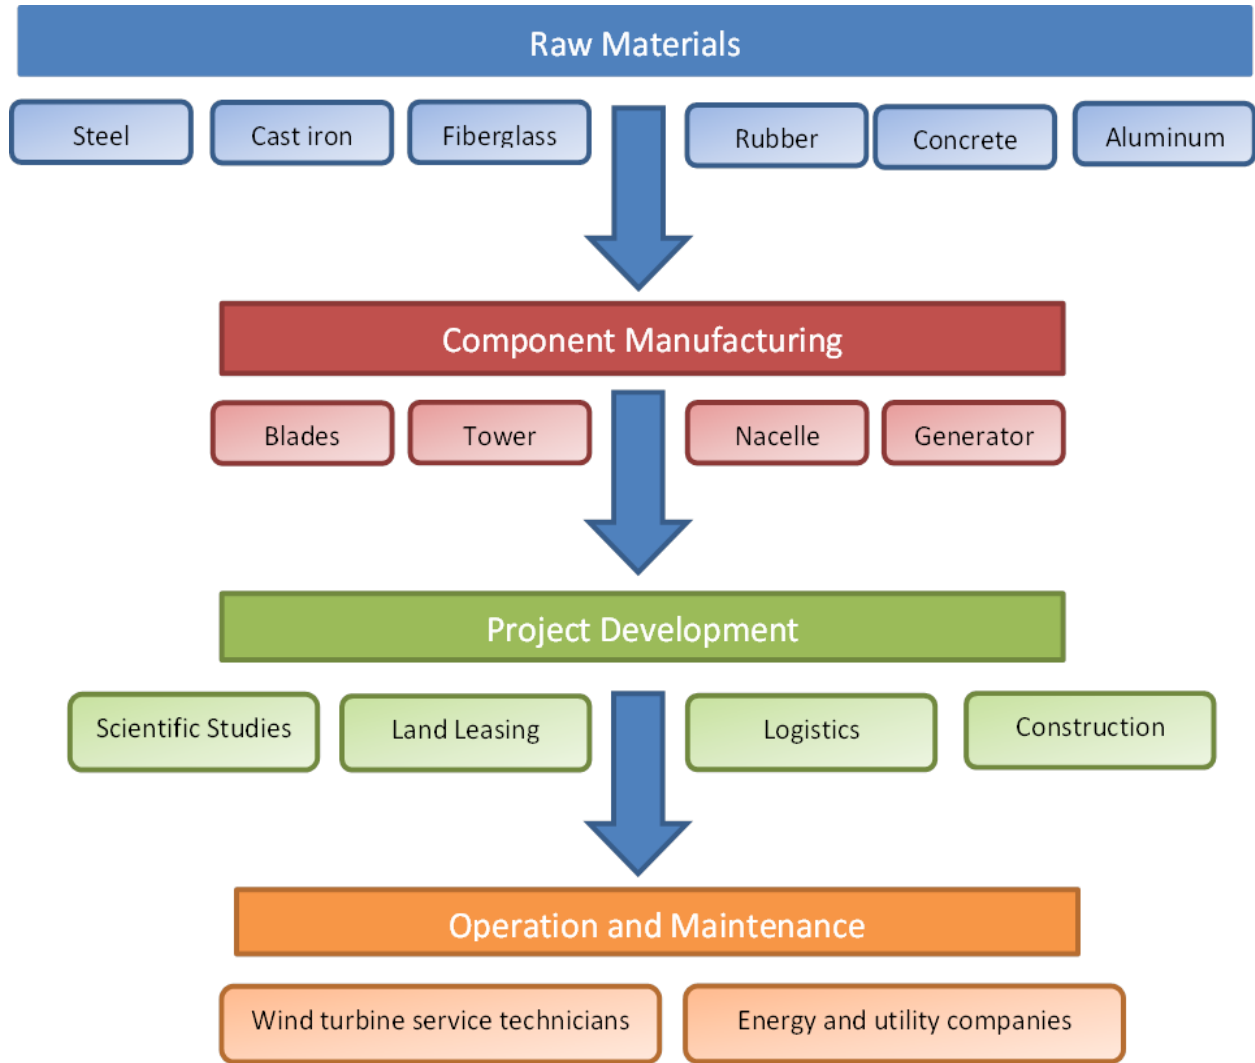 Raw Materials
Steel
Cast iron
Fiberglass
Rubber
Concrete
Aluminum
Component Manufacturing
Blades
Tower
Nacelle
Generator
Project Development
Scientific Studies
Land Leasing
Logistics
Construction
Operation and Maintenance
Wind turbine service technicians
Energy and utility companies